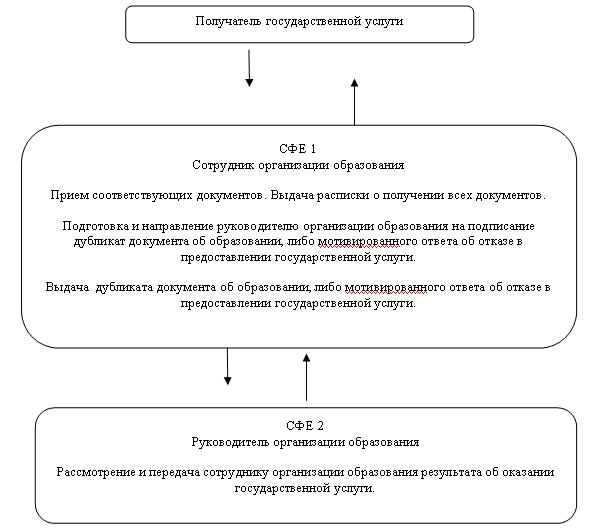 Получатель государственной услуги
СФЕ 1
Сотрудник организации образования
Прием соответствующих документов. Выдача расписки о получении всех документов.
Подготовка и направление руководителю организации образования на подписание
дубликат документа об образовании, либо мотивированного ответа об отказе в
предоставлении государственной услуги.
Выдача дубликата документа об образовании, либо мотивированного ответа об отказе в
предоставлении государственной услуги.
СФЕ 2
Руководитель организации образования
Рассмотрение и передача сотруднику организации образования результата об оказании
государственной услуги.